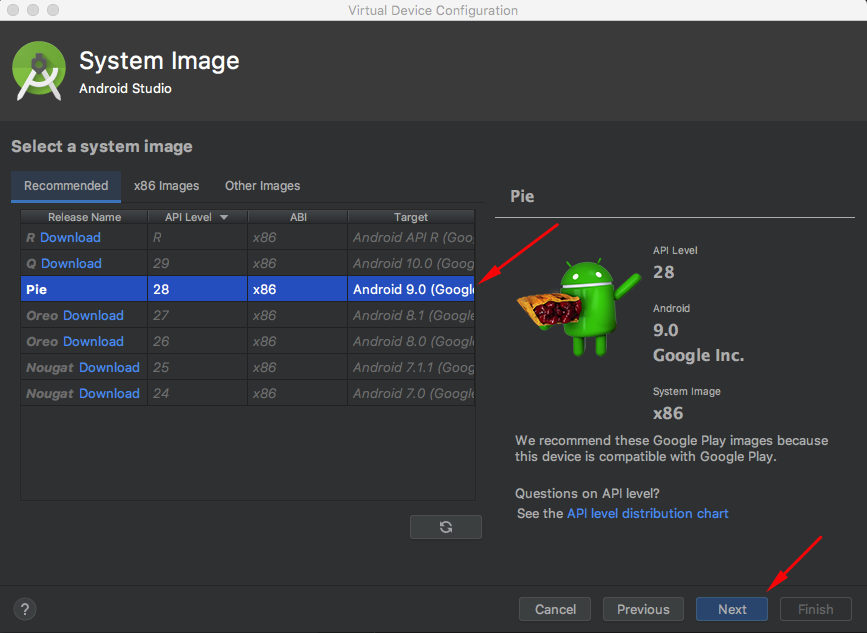 Virtual Device Configuration
System Image
Android Studio
Select a system image
Recommended x86 Images Other Images
Release Name API Level ABI Target
R Download R x86 Android API R (Goo
Q Download 29 x86 Android 10.0 (Goog
Pie 28 x86 Android 9.0 (Google
Oreo Download 27 x86 Android 8.1 (Google
Oreo Download 26 x86 Android 8.0 (Google
Nougat Download 25 x86 Android 7.1.1 (Goog
Nougat Download 24 x86 Android 7.0 (Google
Pie
API Level
28
Android
9.0
Google Inc.
System Image
x86
We recommend these Google Play images because
this device is compatible with Google Play.
Questions on API level?
See the API level distribution chart
? Cancel Previous Next Finish